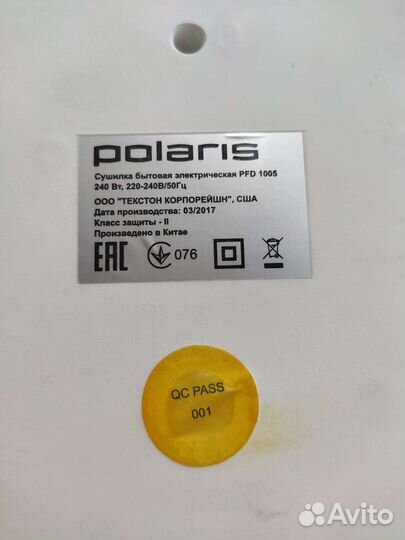 polaris
Сушилка бытовая электрическая PFD 1005
240 Вт, 220-240В/50Гц
ООО "ТЕКСТОН КОРПОРЕЙШН", США
Дата производства: 03/2017
Класс защиты - II
Произведено в Китае
ЕАС 076
QC PASS
001
Avito